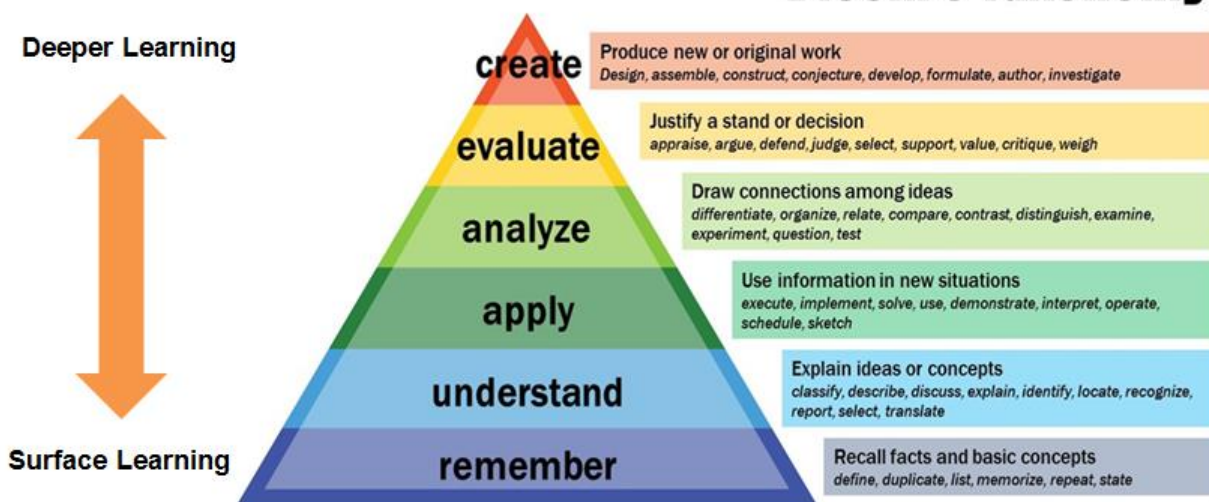 Deeper Learning
create
Produce new or original work
Design, assemble, construct, conjecture, develop, formulate, author, investigate
evaluate
Justify a stand or decision
appraise, argue, defend, judge, select, support, value, critique, weigh
analyze
Draw connections among ideas
differentiate, organize, relate, compare, contrast, distinguish, examine,
experiment, question, test
apply
Use information in new situations
execute, implement, solve, use, demonstrate, interpret, operate,
schedule, sketch
understand
Explain ideas or concepts
classify, describe, discuss, explain, identify, locate, recognize,
report, select, translate
Surface Learning
remember
Recall facts and basic concepts
define, duplicate, list, memorize, repeat, state